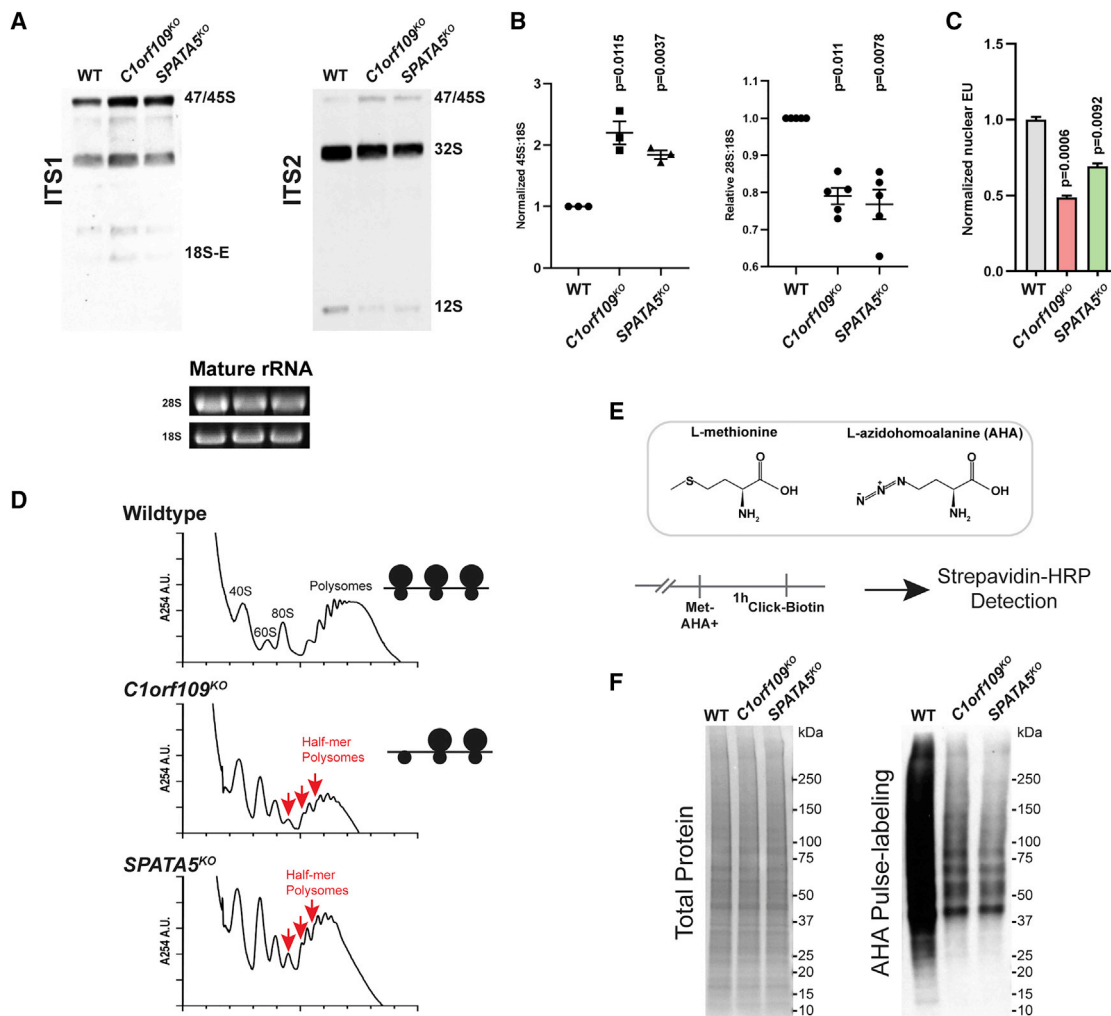 A
WT
C1orf109KO
SPATA5KO
ITS1
47/45S
18S-E
WT
C1orf109KO
SPATA5KO
ITS2
47/45S
32S
12S
Mature rRNA
28S
18S
B
p=0.0115
p=0.0037
Normalized 45S:18S
3
2
1
0
WT
C1orf109KO
SPATA5KO
p=0.011
p=0.0078
Relative 28S:18S
1.1
1.0
0.9
0.8
0.7
0.6
WT
C1orf109KO
SPATA5KO
C
Normalized nuclear EU
1.5
1.0
0.5
0.0
p=0.0006
p=0.0092
WT
C1orf109KO
SPATA5KO
D
Wildtype
A254 A.U.
40S
60S
80S
Polysomes
C1orf109KO
A254 A.U.
Half-mer
Polysomes
SPATA5KO
A254 A.U.
Half-mer
Polysomes
E
L-methionine
L-azidohomoalanine (AHA)
S
O
OH
NH2
N
-
N
+
N
O
OH
NH2
Met-
AHA+
1h
Click-Biotin
Strepavidin-HRP
Detection
F
WT
C1orf109KO
SPATA5KO
Total Protein
kDa
-250
-150
-100
-75
-50
-37
-25
-20
-15
-10
WT
C1orf109KO
SPATA5KO
AHA Pulse-labeling
kDa
-250
-150
-100
-75
-50
-37
-25
-20
-15
-10